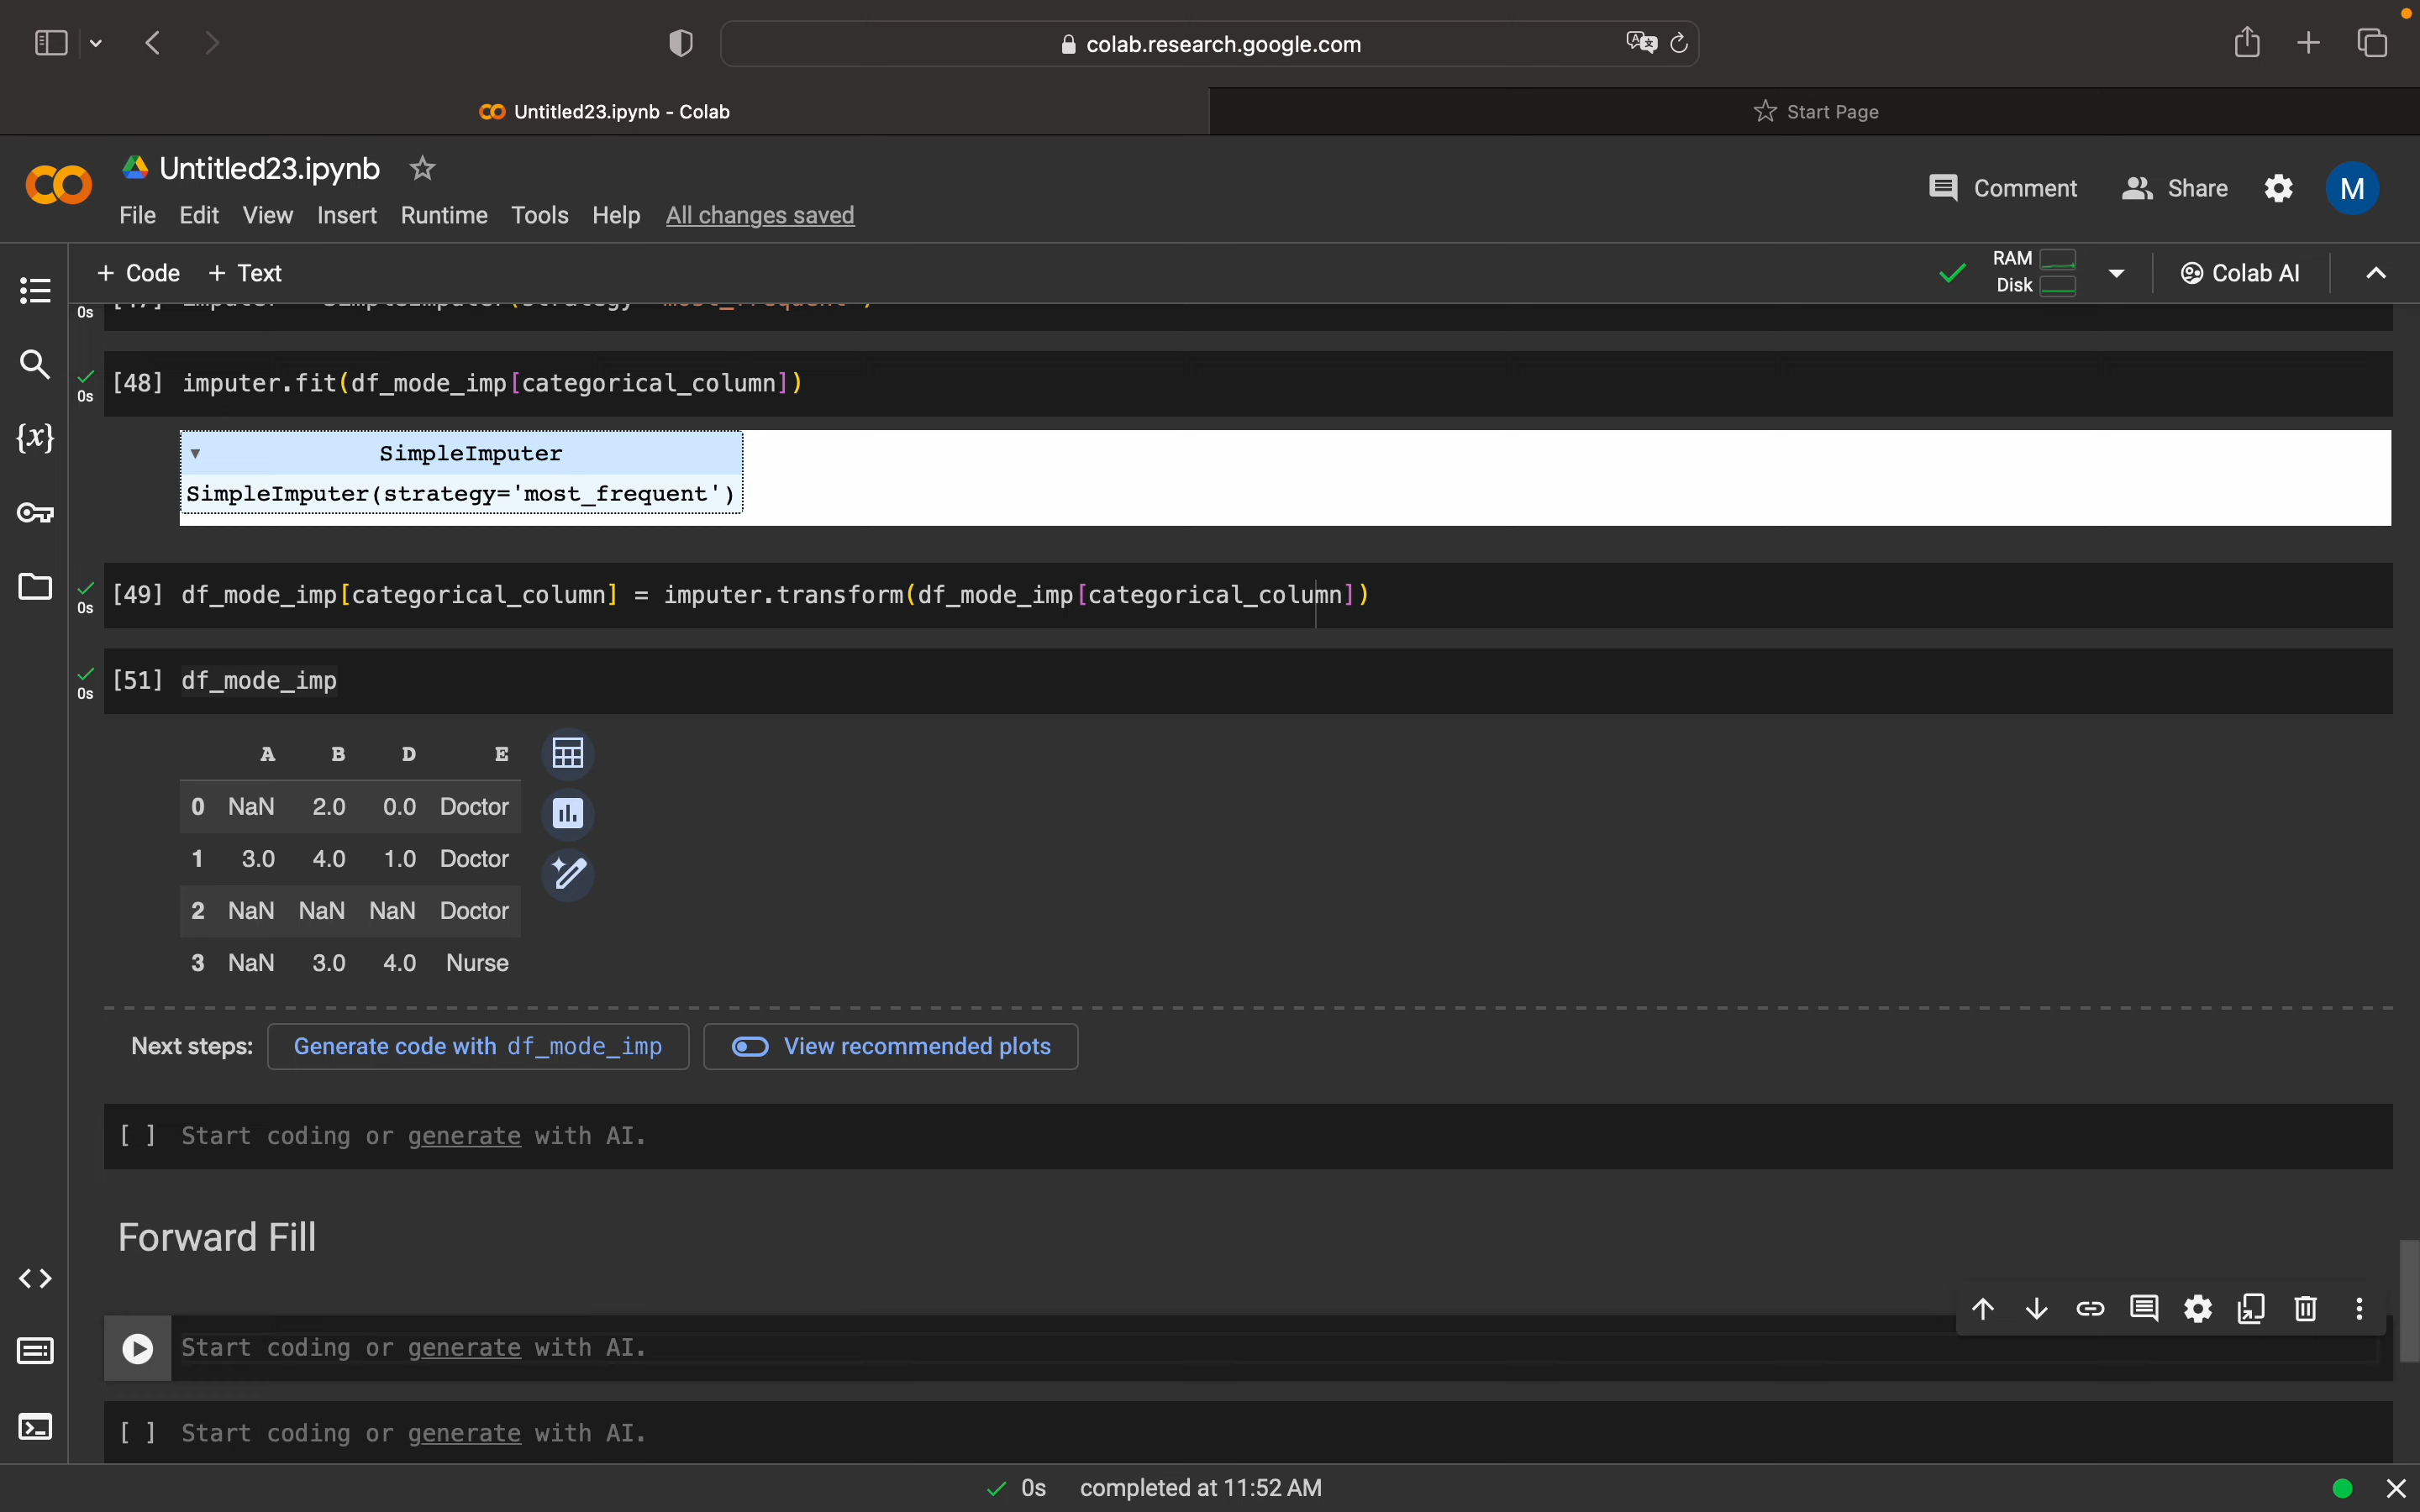 colab.research.google.com
Untitled23.ipynb - Colab
Start Page
Untitled23.ipynb
File Edit View Insert Runtime Tools Help All changes saved
Comment Share M
+ Code + Text
RAM
Disk
Colab AI
0s
[48] imputer.fit(df_mode_imp[categorical_column])
0s
SimpleImputer
SimpleImputer(strategy='most_frequent')
[49] df_mode_imp[categorical_column] = imputer.transform(df_mode_imp[categorical_column])
0s
[51] df_mode_imp
0s
A B D E
0 NaN 2.0 0.0 Doctor
1 3.0 4.0 1.0 Doctor
2 NaN NaN NaN Doctor
3 NaN 3.0 4.0 Nurse
Next steps: Generate code with df_mode_imp View recommended plots
[ ] Start coding or generate with AI.
Forward Fill
Start coding or generate with AI.
[ ] Start coding or generate with AI.
0s completed at 11:52 AM